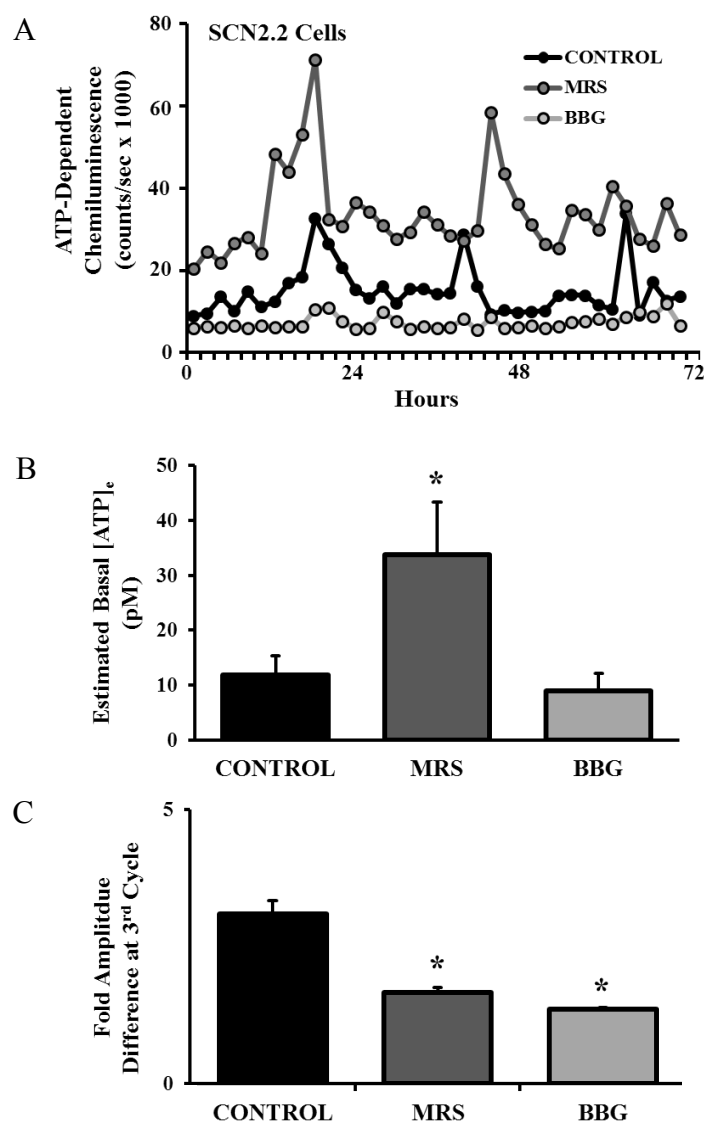 A
SCN2.2 Cells
CONTROL
MRS
BBG
ATP-Dependent
Chemiluminescence
(counts/sec x 1000)
80
60
40
20
0
0 24 48 72
Hours
B
Estimated Basal [ATP]e
(pM)
50
40
30
20
10
0
*
CONTROL MRS BBG
C
Fold Amplitdue
Difference at 3rd Cycle
5
0
*
*
CONTROL MRS BBG